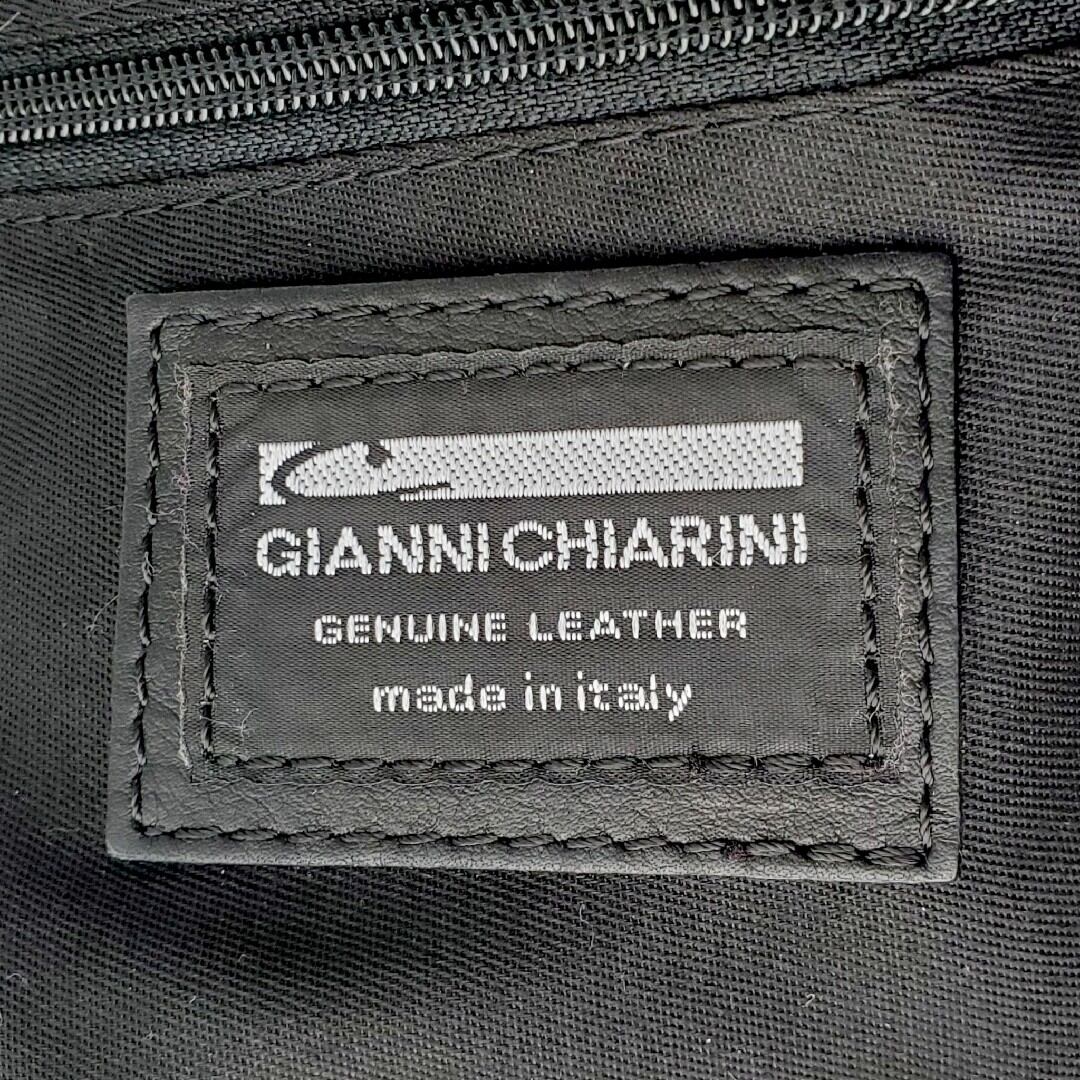 GIANNI CHIARINI
GENUINE LEATHER
made in italy